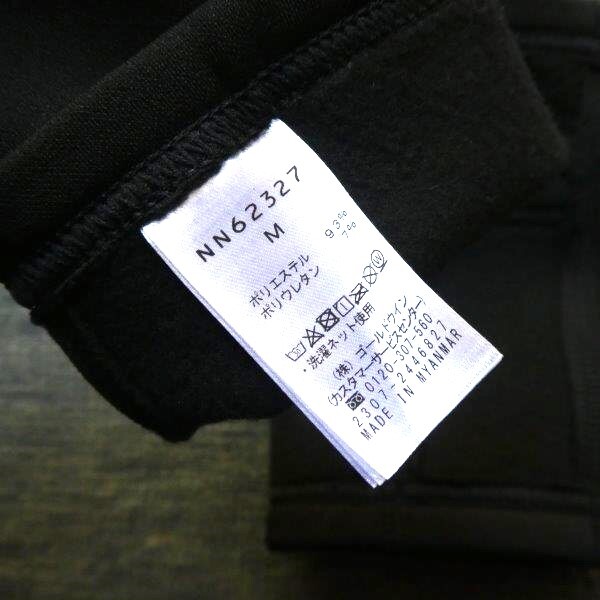 NN62327
M
ポリエステル 93%
ポリウレタン 7%
・洗濯ネット使用
(株) ゴールドウイン
(カスタマーサービスセンター)
0120-307-560
2307-2446827
MADE IN MYANMAR